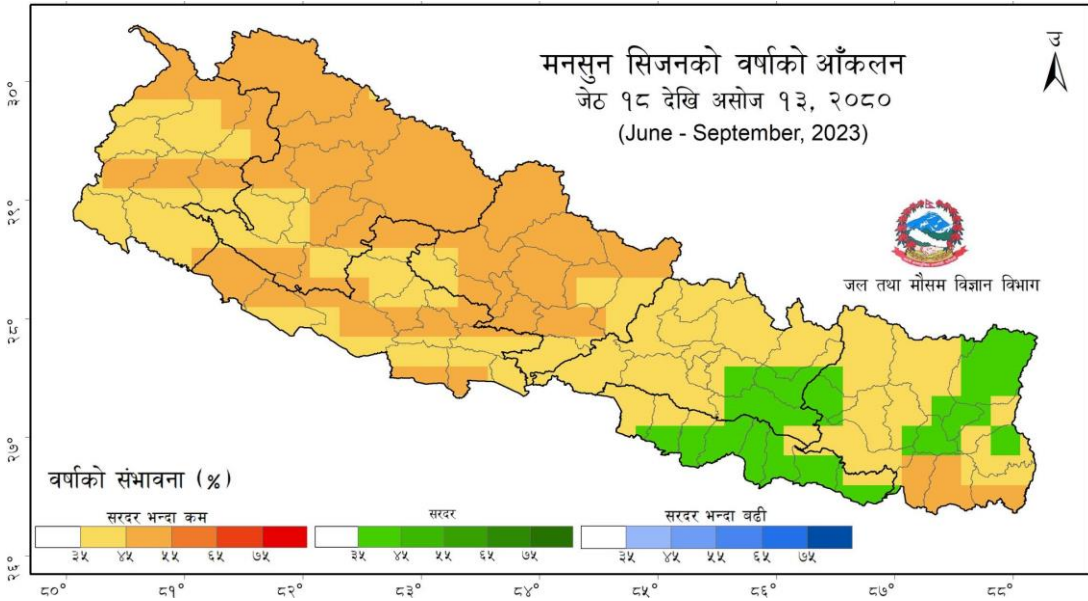 मनसुन सिजनको वर्षाको आँकलन
जेठ १८ देखि असोज १३, २०८०
(June - September, 2023)
उ
जल तथा मौसम विज्ञान विभाग
३०°
२९°
२८°
२७°
२६°
वर्षाको संभावना (%)
सरदर भन्दा कम
३५ ४५ ५५ ६५ ७५
सरदर
३५ ४५ ५५ ६५ ७५
सरदर भन्दा बढी
३५ ४५ ५५ ६५ ७५
८०° ८१° ८२° ८३° ८४° ८५° ८६° ८७° ८८°